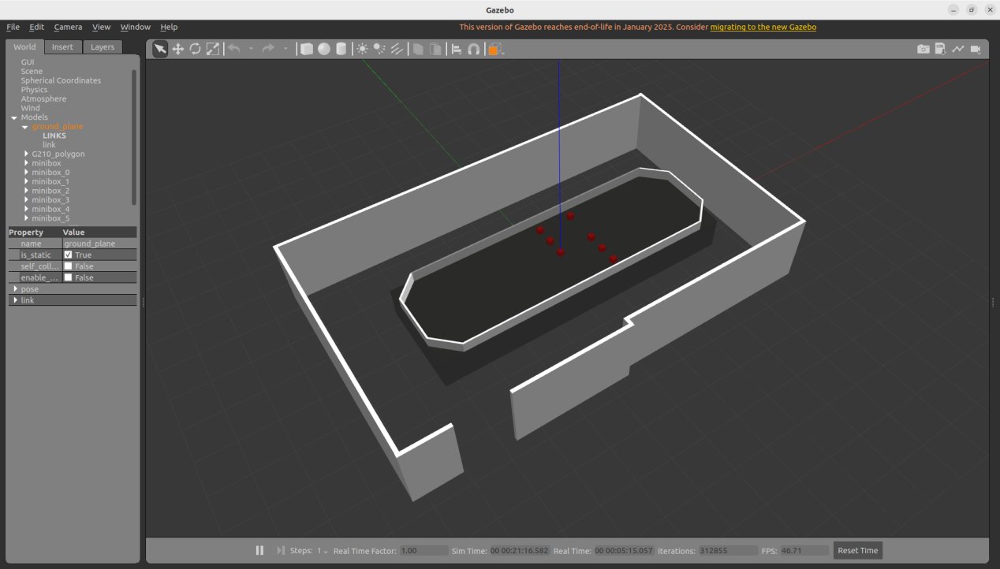 Gazebo
File Edit Camera View Window Help
This version of Gazebo reaches end-of-life in January 2025. Consider migrating to the new Gazebo
World Insert Layers
GUI
Scene
Spherical Coordinates
Physics
Atmosphere
Wind
Models
ground_plane
LINKS
link
G210_polygon
minibox
minibox_0
minibox_1
minibox_2
minibox_3
minibox_4
minibox_5
Property Value
name ground_plane
is_static True
self_coll... False
enable_... False
pose
link
Steps: 1 Real Time Factor: 1.00 Sim Time: 00 00:21:16.582 Real Time: 00 00:05:15.057 Iterations: 312855 FPS: 46.71 Reset Time